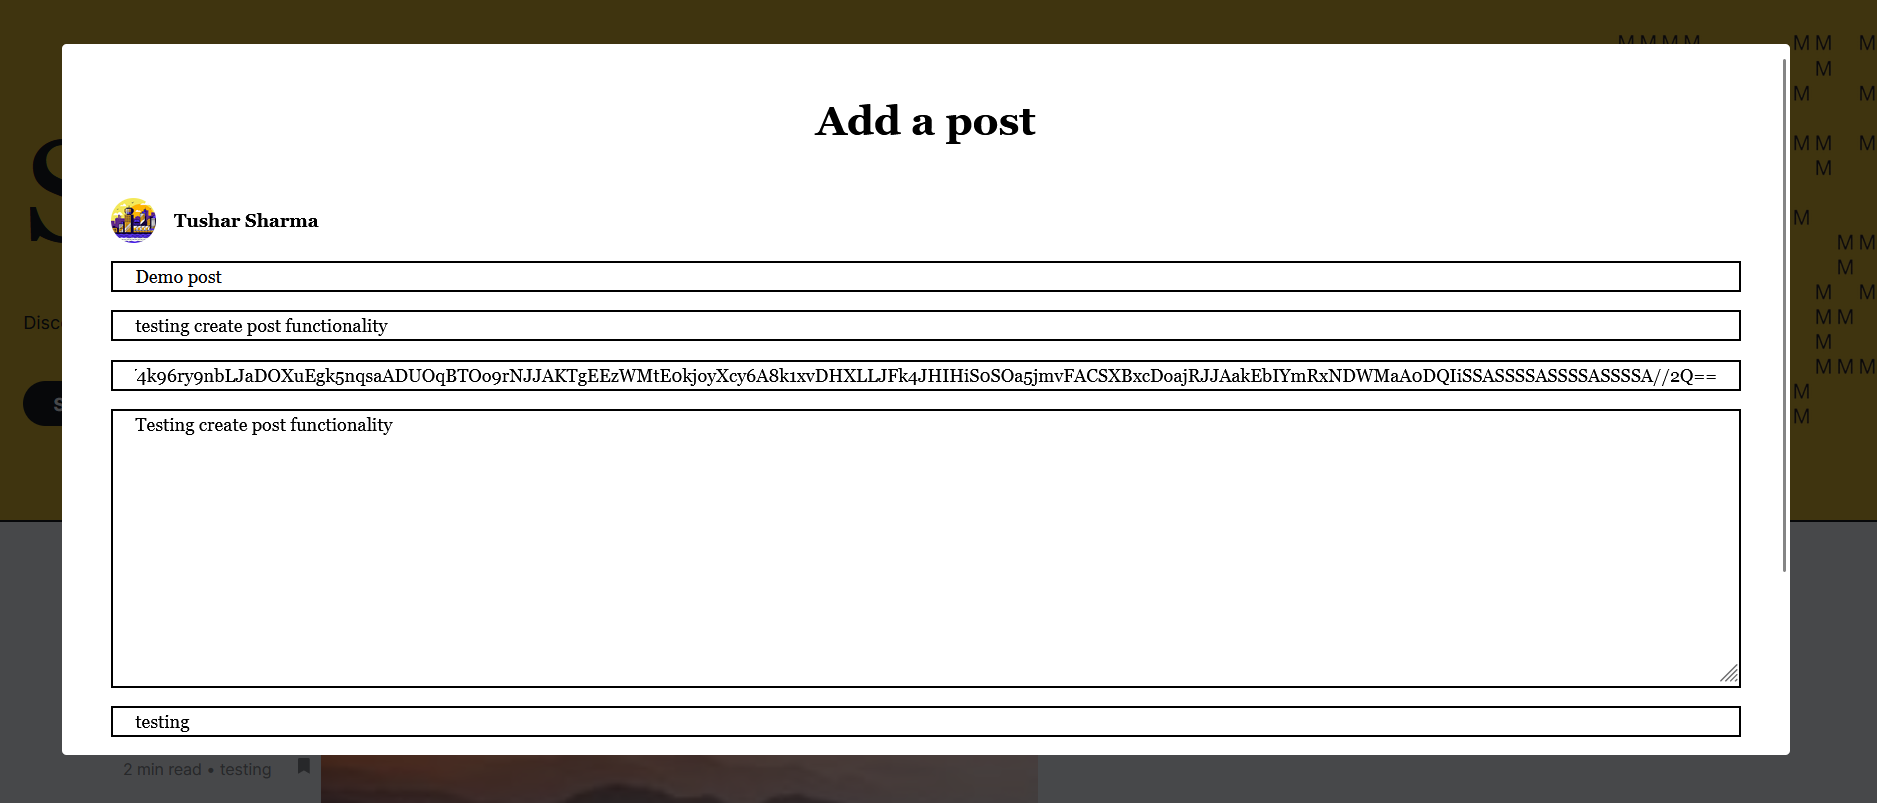 M M M M
M M M
M
M M
Add a post
M M M
M
Tushar Sharma
M
M M
Demo post
M
M M
Disc
M M
testing create post functionality
M
M M M
4k96ry9nbLJaDOXuEgk5nqsaADUOqBTOo9rNJJAKTgEEzWMtE0kjoyXcy6A8k1xvDHXLLJFk4JHIHiS0SOa5jmvFACSXBxcDoajRJJAakEbIYmRxNDWMaA0DQIiSSASSSSASSSSASSSSA//2Q==
M
S
M
Testing create post functionality
testing
2 min read • testing